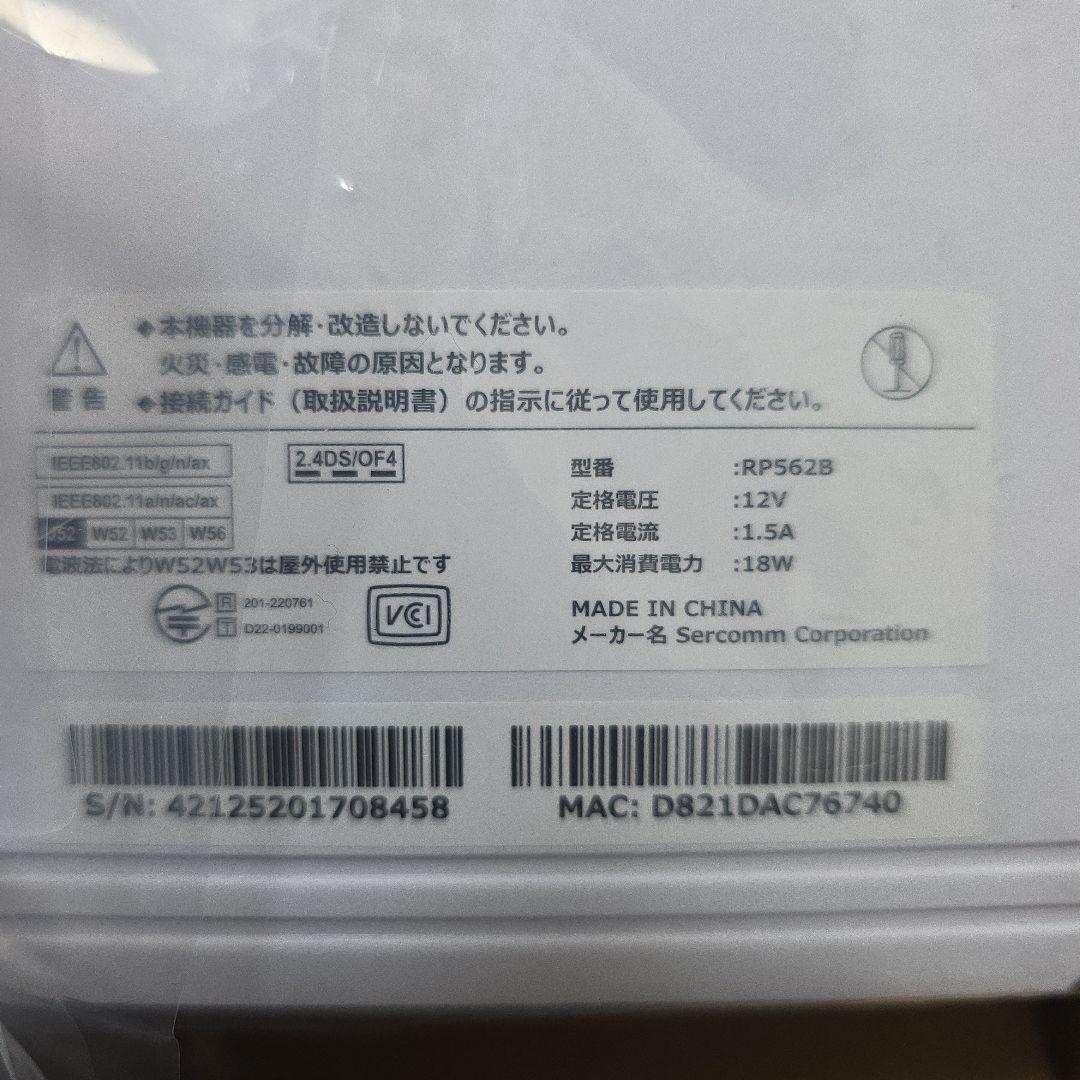 ◆本機器を分解・改造しないでください。
火災・感電・故障の原因となります。
警告
◆接続ガイド（取扱説明書）の指示に従って使用してください。
IEEE802.11b/g/n/ax
2.4DS/OF4
IEEE802.11a/n/ac/ax
J52 W52 W53 W56
電波法によりW52W53は屋外使用禁止です
R 201-220761
T D22-0199001
VCI
型番 :RP562B
定格電圧 :12V
定格電流 :1.5A
最大消費電力 :18W
MADE IN CHINA
メーカー名 Sercomm Corporation
S/N: 42125201708458
MAC: D821DAC76740